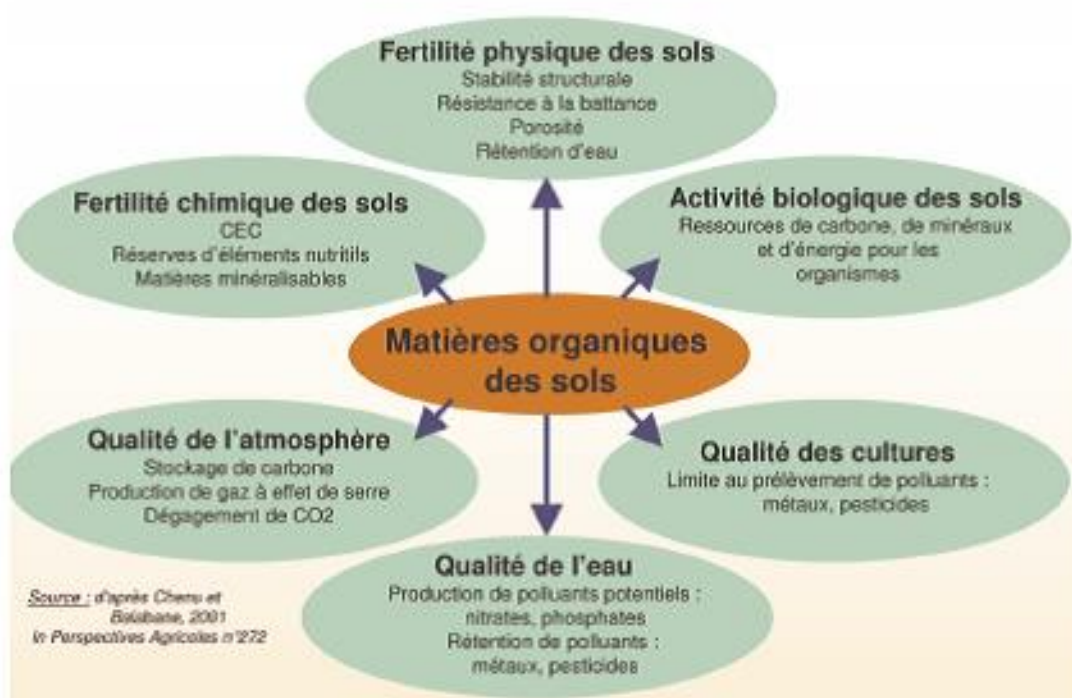 Fertilité physique des sols
Stabilité structurale
Résistance à la battance
Porosité
Rétention d'eau
Fertilité chimique des sols
CEC
Réserves d'éléments nutritifs
Matières minéralisables
Activité biologique des sols
Ressources de carbone, de minéraux
et d'énergie pour les
organismes
Matières organiques
des sols
Qualité de l'atmosphère
Stockage de carbone
Production de gaz à effet de serre
Dégagement de CO2
Qualité des cultures
Limite au prélèvement de polluants :
métaux, pesticides
Qualité de l'eau
Production de polluants potentiels :
nitrates, phosphates
Rétention de polluants :
métaux, pesticides
Source : d'après Chenu et
Balabane, 2001
In Perspectives Agricoles n°272